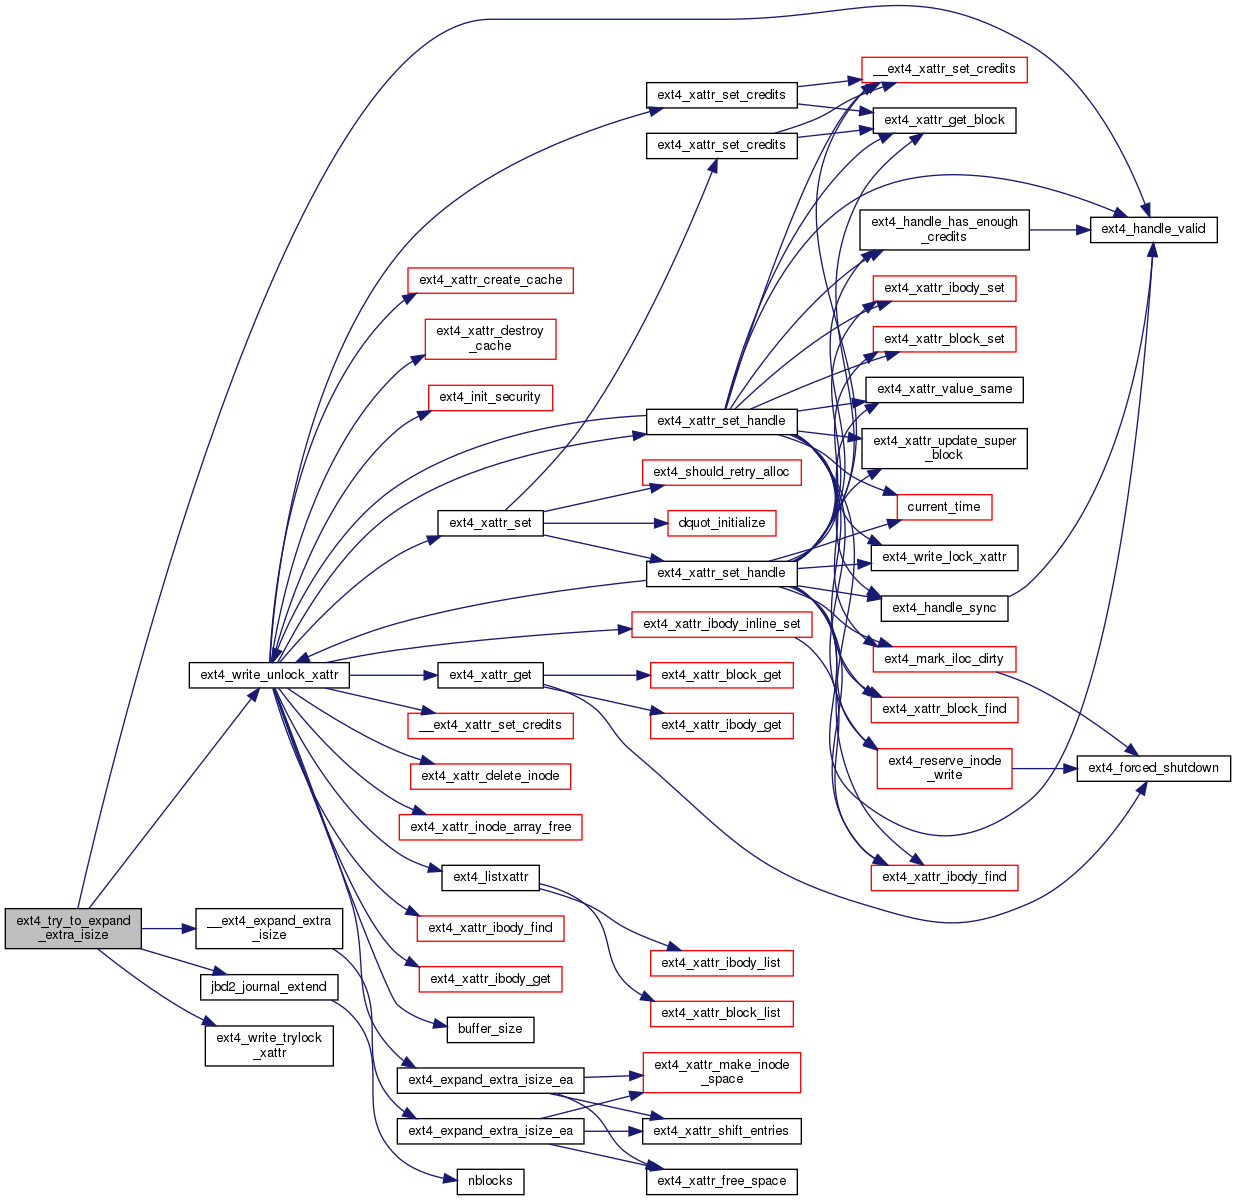 ext4_try_to_expand
_extra_isize
ext4_write_unlock_xattr
__ext4_expand_extra
_isize
jbd2_journal_extend
ext4_write_trylock
_xattr
ext4_xattr_create_cache
ext4_xattr_destroy
_cache
ext4_init_security
ext4_xattr_set
ext4_xattr_get
__ext4_xattr_set_credits
ext4_xattr_delete_inode
ext4_xattr_inode_array_free
ext4_listxattr
ext4_xattr_ibody_find
ext4_xattr_ibody_get
buffer_size
ext4_expand_extra_isize_ea
ext4_expand_extra_isize_ea
nblocks
ext4_xattr_set_credits
ext4_xattr_set_credits
ext4_xattr_set_handle
ext4_should_retry_alloc
dquot_initialize
ext4_xattr_set_handle
ext4_xattr_ibody_inline_set
ext4_xattr_block_get
ext4_xattr_ibody_get
ext4_xattr_ibody_list
ext4_xattr_block_list
ext4_xattr_make_inode
_space
ext4_xattr_shift_entries
ext4_xattr_free_space
__ext4_xattr_set_credits
ext4_xattr_get_block
ext4_handle_has_enough
_credits
ext4_xattr_ibody_set
ext4_xattr_block_set
ext4_xattr_value_same
ext4_xattr_update_super
_block
current_time
ext4_write_lock_xattr
ext4_handle_sync
ext4_mark_iloc_dirty
ext4_xattr_block_find
ext4_reserve_inode
_write
ext4_xattr_ibody_find
ext4_handle_valid
ext4_forced_shutdown